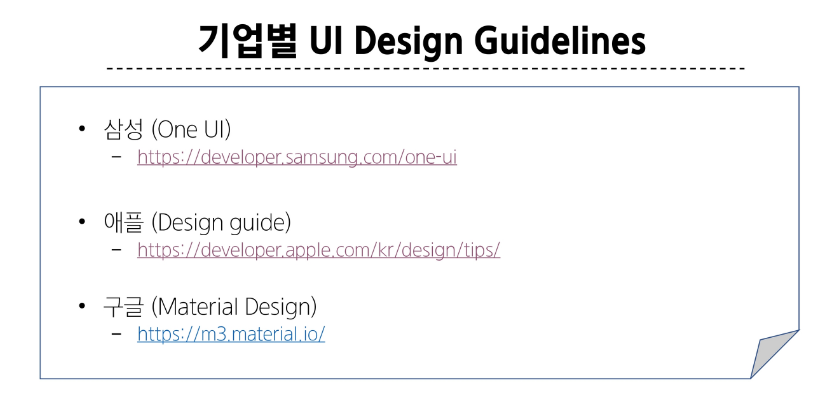 기업별 UI Design Guidelines
• 삼성 (One UI)
– https://developer.samsung.com/one-ui
• 애플 (Design guide)
– https://developer.apple.com/kr/design/tips/
• 구글 (Material Design)
– https://m3.material.io/